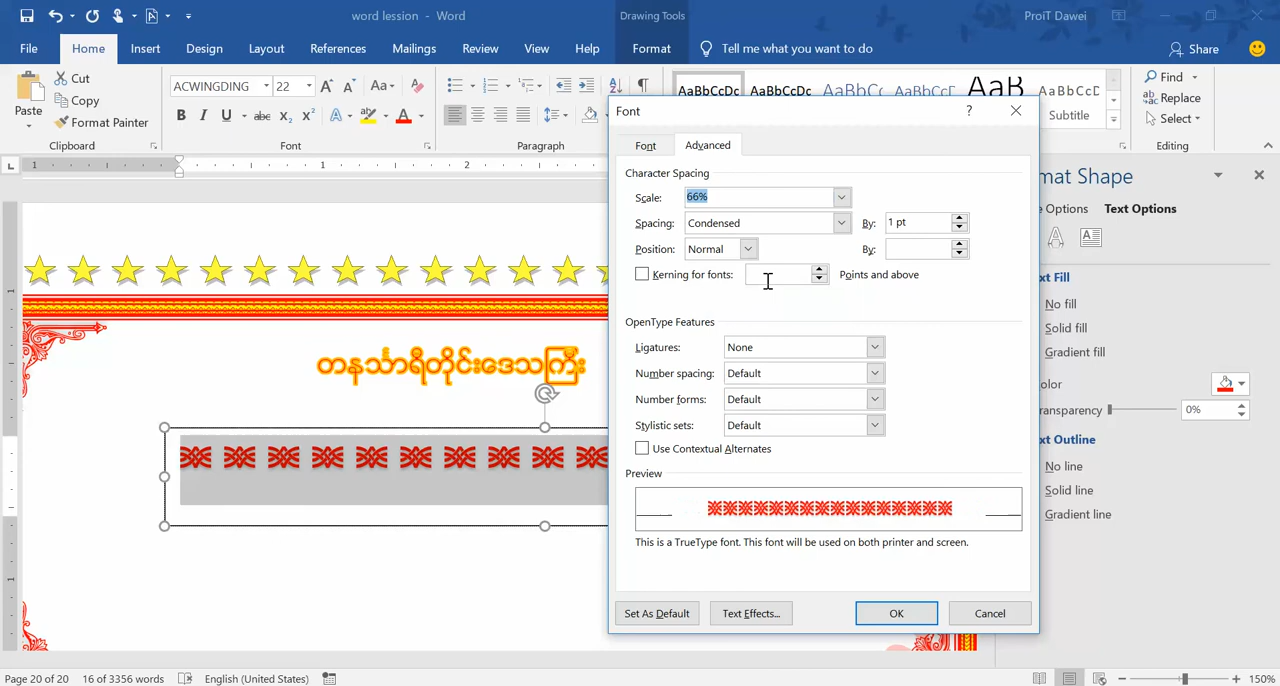 word lession - Word
Drawing Tools
ProiT Dawei
File Home Insert Design Layout References Mailings Review View Help Format Tell me what you want to do Share
Paste
Cut
Copy
Format Painter
Clipboard
ACWINGDING 22 Aa
B I U abc X₂ X² A A
Font
Paragraph
AaBbCcDc AaBbCcDc AaBbCc AaBbCcC AaB AaBbCcD
Subtitle
Find
Replace
Select
Editing
1 1 2
Font
Font Advanced
Character Spacing
Scale: 66%
Spacing: Condensed By: 1 pt
Position: Normal By:
Kerning for fonts: Points and above
OpenType Features
Ligatures: None
Number spacing: Default
Number forms: Default
Stylistic sets: Default
Use Contextual Alternates
Preview
This is a TrueType font. This font will be used on both printer and screen.
Set As Default Text Effects... OK Cancel
mat Shape
e Options Text Options
xt Fill
No fill
Solid fill
Gradient fill
olor
ransparency 0%
xt Outline
No line
Solid line
Gradient line
တနင်္သာရီတိုင်းဒေသကြီး
Page 20 of 20 16 of 3356 words English (United States) 150%